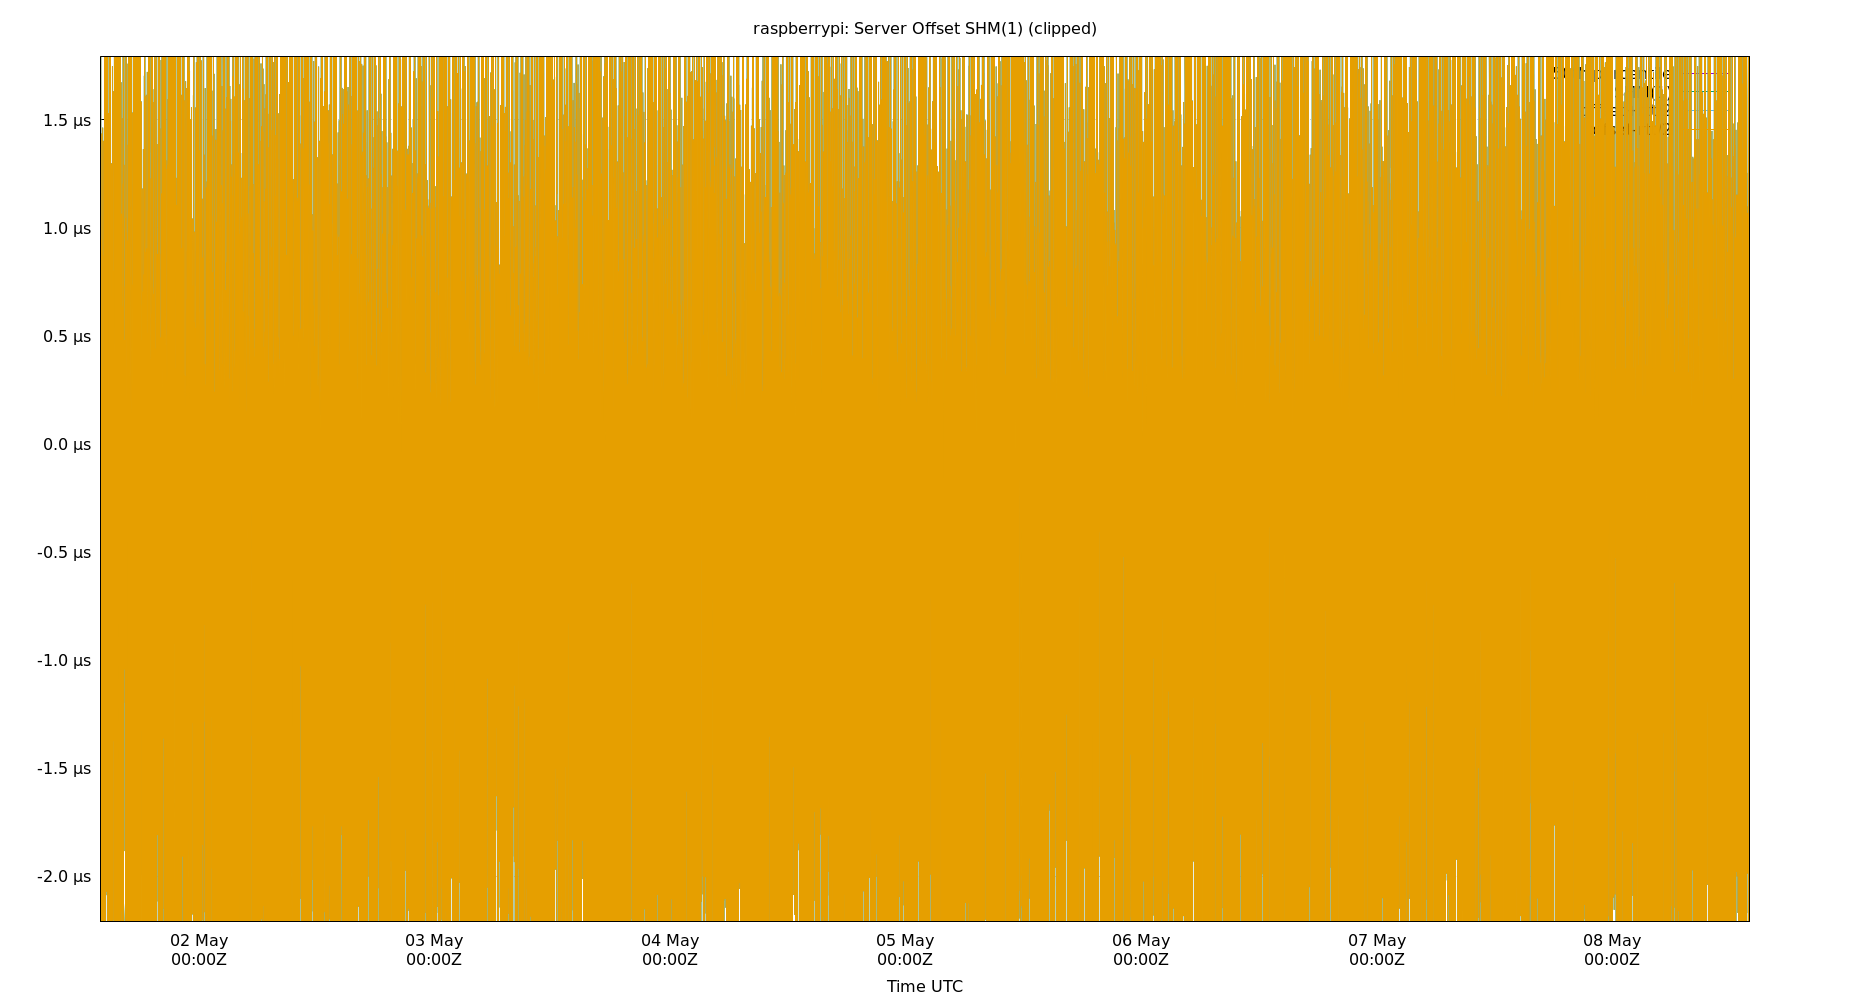 raspberrypi: Server Offset SHM(1) (clipped)
1.5 µs
1.0 µs
0.5 µs
0.0 µs
-0.5 µs
-1.0 µs
-1.5 µs
-2.0 µs
02 May
00:00Z
03 May
00:00Z
04 May
00:00Z
05 May
00:00Z
06 May
00:00Z
07 May
00:00Z
08 May
00:00Z
Time UTC